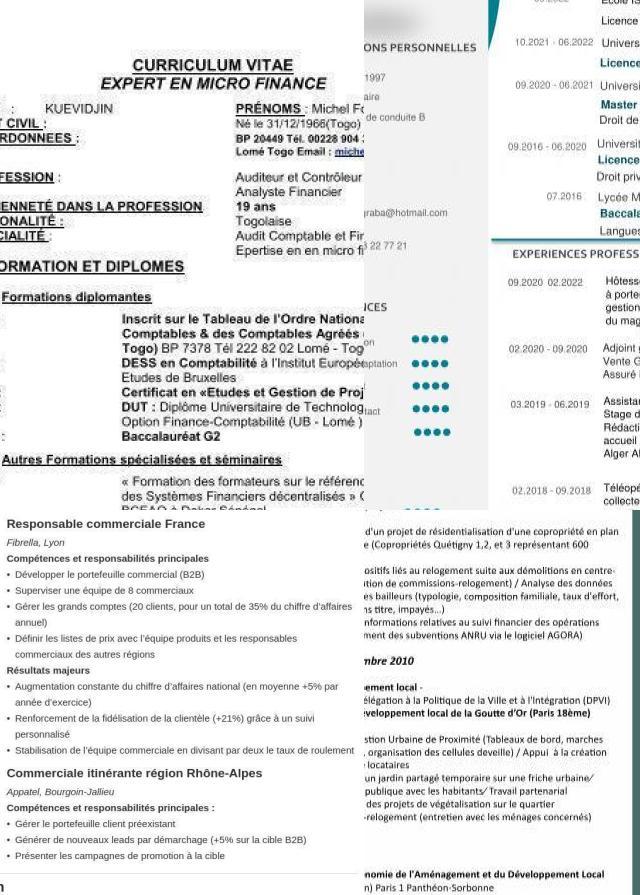 CURRICULUM VITAE
EXPERT EN MICRO FINANCE
: KUEVIDJIN PRÉNOMS : Michel
T CIVIL : Né le 31/12/1966(Togo)
RDONNEES : BP 20449 Tél. 00228 904
Lomé Togo Email : miche
FESSION : Auditeur et Contrôleur
Analyste Financier
IENNETÉ DANS LA PROFESSION 19 ans
ONALITÉ : Togolaise
CIALITÉ : Audit Comptable et Fir
Epertise en en micro fi
ORMATION ET DIPLOMES
Formations diplomantes
Inscrit sur le Tableau de l'Ordre Nationa
Comptables & des Comptables Agréés
Togo) BP 7378 Tél 222 82 02 Lomé - Tog
DESS en Comptabilité à l'Institut Europée
Etudes de Bruxelles
: Certificat en «Etudes et Gestion de Proj
: DUT : Diplôme Universitaire de Technolog
Option Finance-Comptabilité (UB - Lomé )
: Baccalauréat G2
Autres Formations spécialisées et séminaires
« Formation des formateurs sur le référenc
des Systèmes Financiers décentralisés »
ONS PERSONNELLES
1997
aire
de conduite B
graba@hotmail.com
3 22 77 21
NCES
on
aptation
tact
Licence
10.2021 - 06.2022 Univers
Licence
09.2020 - 06.2021 Universi
Master
Droit de
09.2016 - 06.2020 Universit
Licence
Droit priv
07.2016 Lycée M
Baccala
Langues
EXPERIENCES PROFESS
09.2020 02.2022 Hôtess
à porte
gestion
du mag
02.2020 - 09.2020 Adjoint g
Vente G
Assuré l
03.2019 - 06.2019 Assistan
Stage d
Rédacti
accueil
Alger Al
02.2018 - 09.2018 Téléopé
collecte
Responsable commerciale France
Fibrella, Lyon
Compétences et responsabilités principales
• Développer le portefeuille commercial (B2B)
• Superviser une équipe de 8 commerciaux
• Gérer les grands comptes (20 clients, pour un total de 35% du chiffre d'affaires
annuel)
• Définir les listes de prix avec l'équipe produits et les responsables
commerciaux des autres régions
Résultats majeurs
• Augmentation constante du chiffre d'affaires national (en moyenne +5% par
année d'exercice)
• Renforcement de la fidélisation de la clientèle (+21%) grâce à un suivi
personnalisé
• Stabilisation de l'équipe commerciale en divisant par deux le taux de roulement
Commerciale itinérante région Rhône-Alpes
Appatel, Bourgoin-Jallieu
Compétences et responsabilités principales :
• Gérer le portefeuille client préexistant
• Générer de nouveaux leads par démarchage (+5% sur la cible B2B)
• Présenter les campagnes de promotion à la cible
n
d'un projet de résidentialisation d'une copropriété en plan
e (Copropriétés Quétigny 1,2, et 3 représentant 600
ositifs liés au relogement suite aux démolitions en centre-
ution de commissions-relogement) / Analyse des données
es bailleurs (typologie, composition familiale, taux d'effort,
ns titre, impayés...)
nformations relatives au suivi financier des opérations
ment des subventions ANRU via le logiciel AGORA)
mbre 2010
ement local -
élégation à la Politique de la Ville et à l'Intégration (DPVI)
éveloppement local de la Goutte d'Or (Paris 18ème)
stion Urbaine de Proximité (Tableaux de bord, marches
, organisation des cellules deveille) / Appui à la création
e locataires
un jardin partagé temporaire sur une friche urbaine/
publique avec les habitants/ Travail partenarial
des projets de végétalisation sur le quartier
-relogement (entretien avec les ménages concernés)
nomie de l'Aménagement et du Développement Local
n) Paris 1 Panthéon-Sorbonne